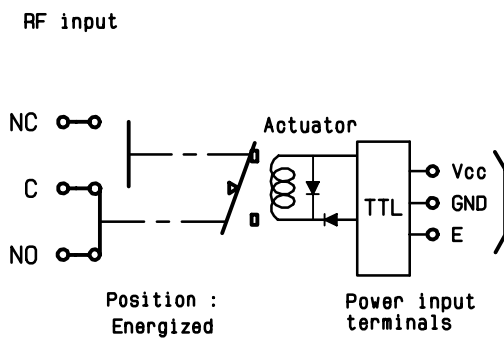 RF input
NC
Actuator
Vcc
C
TTL
GND
E
NO
Position :
Energized
Power input
terminals